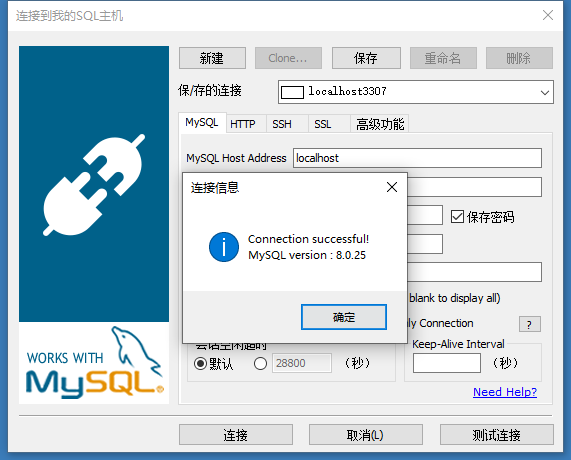 连接到我的SQL主机
新建
Clone...
保存
重命名
删除
保/存的连接
localhost3307
MySQL
HTTP
SSH
SSL
高级功能
MySQL Host Address
localhost
连接信息
保存密码
Connection successful!
MySQL version : 8.0.25
blank to display all)
确定
ly Connection
?
会话空闲超时
Keep-Alive Interval
默认
28800
（秒）
（秒）
Need Help?
WORKS WITH
MySQL
连接
取消(L)
测试连接